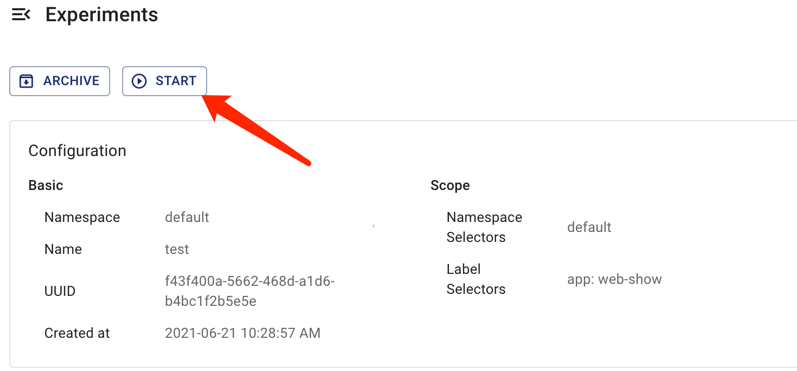 Experiments
ARCHIVE START
Configuration
Basic
Namespace default
Name test
UUID f43f400a-5662-468d-a1d6-
b4bc1f2b5e5e
Created at 2021-06-21 10:28:57 AM
Scope
Namespace
Selectors
default
Label
Selectors
app: web-show